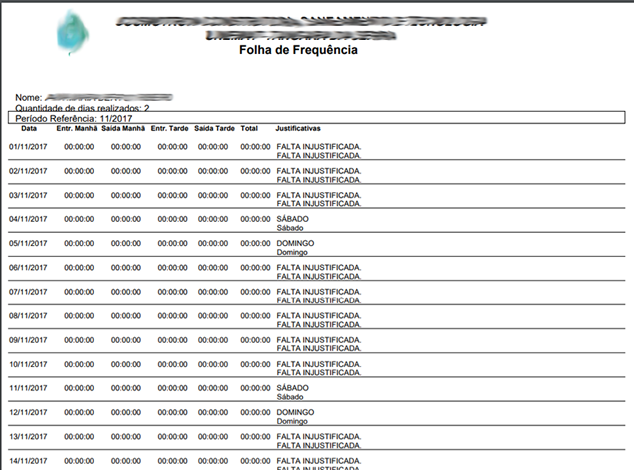 Folha de Frequência
Nome:
Quantidade de dias realizados: 2
Período Referência: 11/2017
Data Entr. Manhã Saída Manhã Entr. Tarde Saída Tarde Total Justificativas
01/11/2017 00:00:00 00:00:00 00:00:00 00:00:00 00:00:00 FALTA INJUSTIFICADA.
FALTA INJUSTIFICADA.
02/11/2017 00:00:00 00:00:00 00:00:00 00:00:00 00:00:00 FALTA INJUSTIFICADA.
FALTA INJUSTIFICADA.
03/11/2017 00:00:00 00:00:00 00:00:00 00:00:00 00:00:00 FALTA INJUSTIFICADA.
FALTA INJUSTIFICADA.
04/11/2017 00:00:00 00:00:00 00:00:00 00:00:00 00:00:00 SÁBADO
Sábado
05/11/2017 00:00:00 00:00:00 00:00:00 00:00:00 00:00:00 DOMINGO
Domingo
06/11/2017 00:00:00 00:00:00 00:00:00 00:00:00 00:00:00 FALTA INJUSTIFICADA.
FALTA INJUSTIFICADA.
07/11/2017 00:00:00 00:00:00 00:00:00 00:00:00 00:00:00 FALTA INJUSTIFICADA.
FALTA INJUSTIFICADA.
08/11/2017 00:00:00 00:00:00 00:00:00 00:00:00 00:00:00 FALTA INJUSTIFICADA.
FALTA INJUSTIFICADA.
09/11/2017 00:00:00 00:00:00 00:00:00 00:00:00 00:00:00 FALTA INJUSTIFICADA.
FALTA INJUSTIFICADA.
10/11/2017 00:00:00 00:00:00 00:00:00 00:00:00 00:00:00 FALTA INJUSTIFICADA.
FALTA INJUSTIFICADA.
11/11/2017 00:00:00 00:00:00 00:00:00 00:00:00 00:00:00 SÁBADO
Sábado
12/11/2017 00:00:00 00:00:00 00:00:00 00:00:00 00:00:00 DOMINGO
Domingo
13/11/2017 00:00:00 00:00:00 00:00:00 00:00:00 00:00:00 FALTA INJUSTIFICADA.
FALTA INJUSTIFICADA.
14/11/2017 00:00:00 00:00:00 00:00:00 00:00:00 00:00:00 FALTA INJUSTIFICADA.
FALTA INJUSTIFICADA.